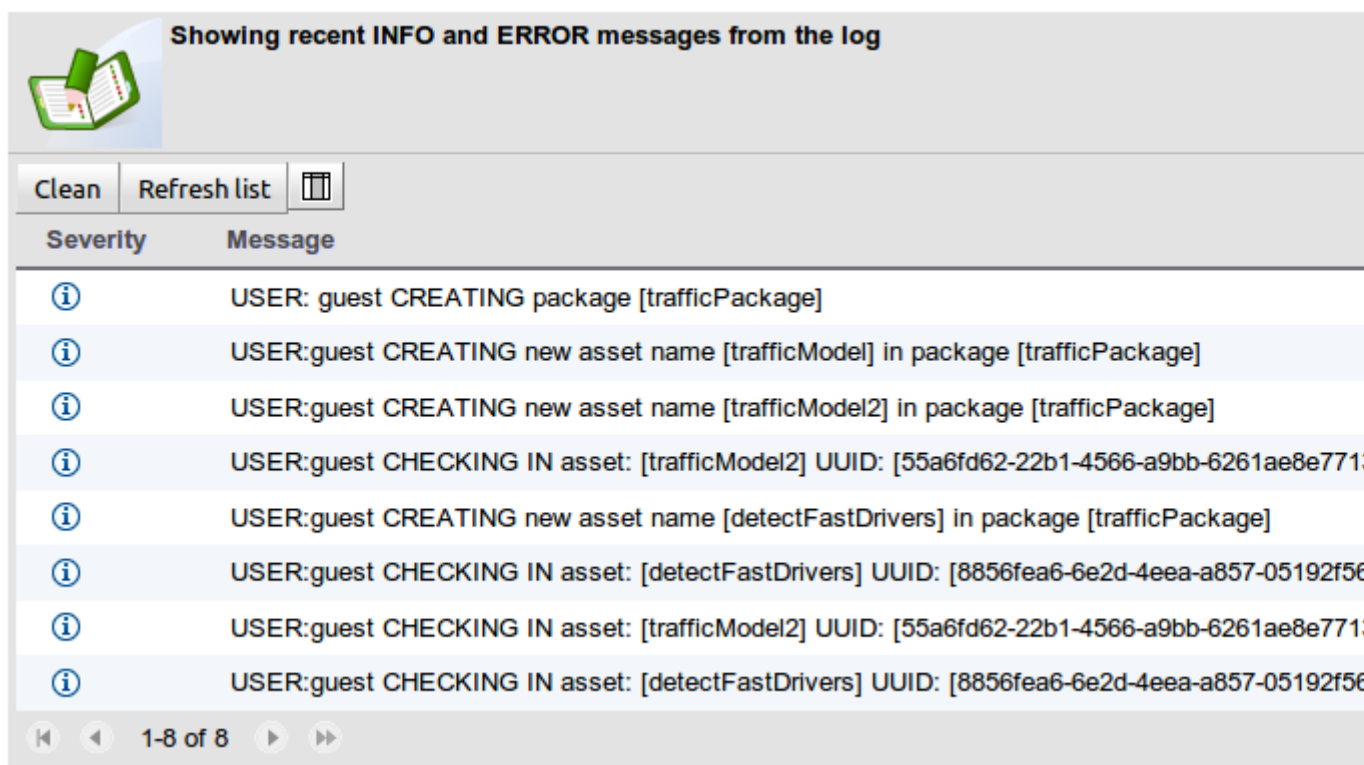 Showing recent INFO and ERROR messages from the log
Clean Refresh list
Severity Message
USER: guest CREATING package [trafficPackage]
USER:guest CREATING new asset name [trafficModel] in package [trafficPackage]
USER:guest CREATING new asset name [trafficModel2] in package [trafficPackage]
USER:guest CHECKING IN asset: [trafficModel2] UUID: [55a6fd62-22b1-4566-a9bb-6261ae8e7713
USER:guest CREATING new asset name [detectFastDrivers] in package [trafficPackage]
USER:guest CHECKING IN asset: [detectFastDrivers] UUID: [8856fea6-6e2d-4eea-a857-05192f56
USER:guest CHECKING IN asset: [trafficModel2] UUID: [55a6fd62-22b1-4566-a9bb-6261ae8e7713
USER:guest CHECKING IN asset: [detectFastDrivers] UUID: [8856fea6-6e2d-4eea-a857-05192f56
1-8 of 8